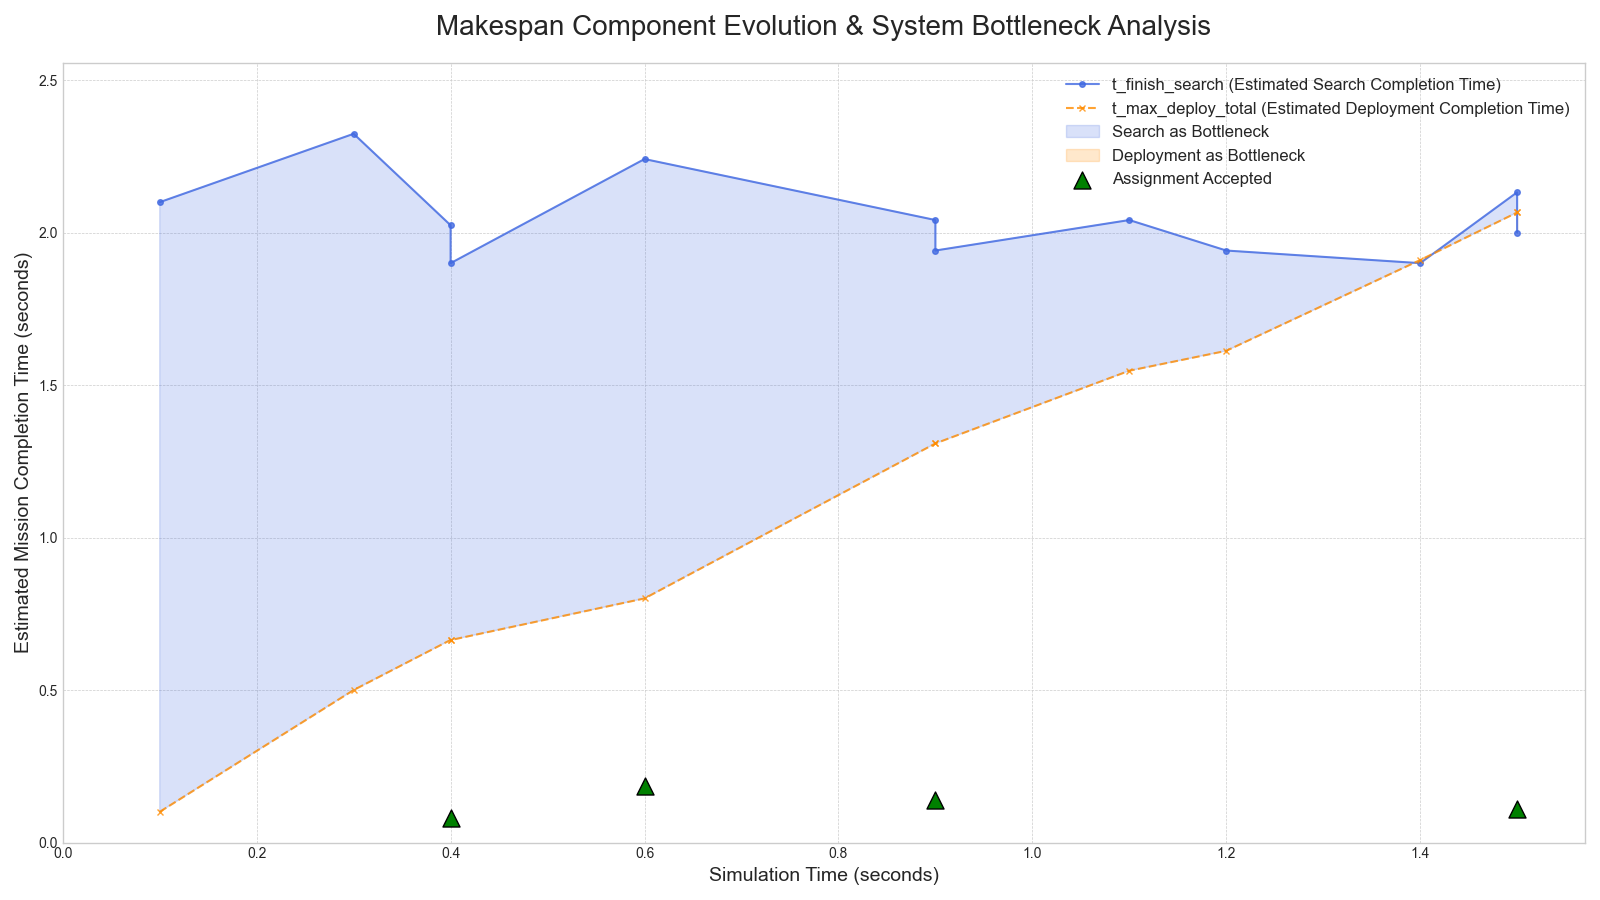 Makespan Component Evolution & System Bottleneck Analysis
2.5
2.0
1.5
1.0
0.5
0.0
Estimated Mission Completion Time (seconds)
t_finish_search (Estimated Search Completion Time)
t_max_deploy_total (Estimated Deployment Completion Time)
Search as Bottleneck
Deployment as Bottleneck
Assignment Accepted
0.0 0.2 0.4 0.6 0.8 1.0 1.2 1.4
Simulation Time (seconds)